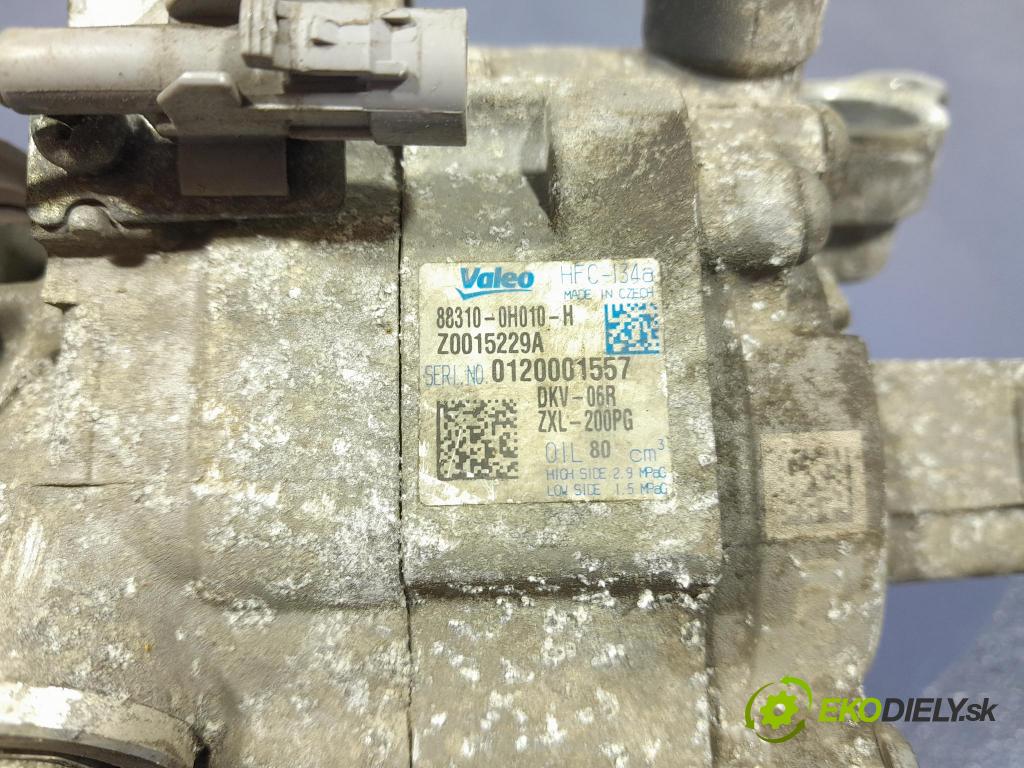 Valeo HFC-134a
MADE IN CZECH
88310-0H010-H
Z0015229A
SERI.NO.0120001557
DKV-06R
ZXL-200PG
OIL 80 cm³
HIGH SIDE 2.9 MPaG
LOW SIDE 1.5 MPaG
EKODIELY.sk